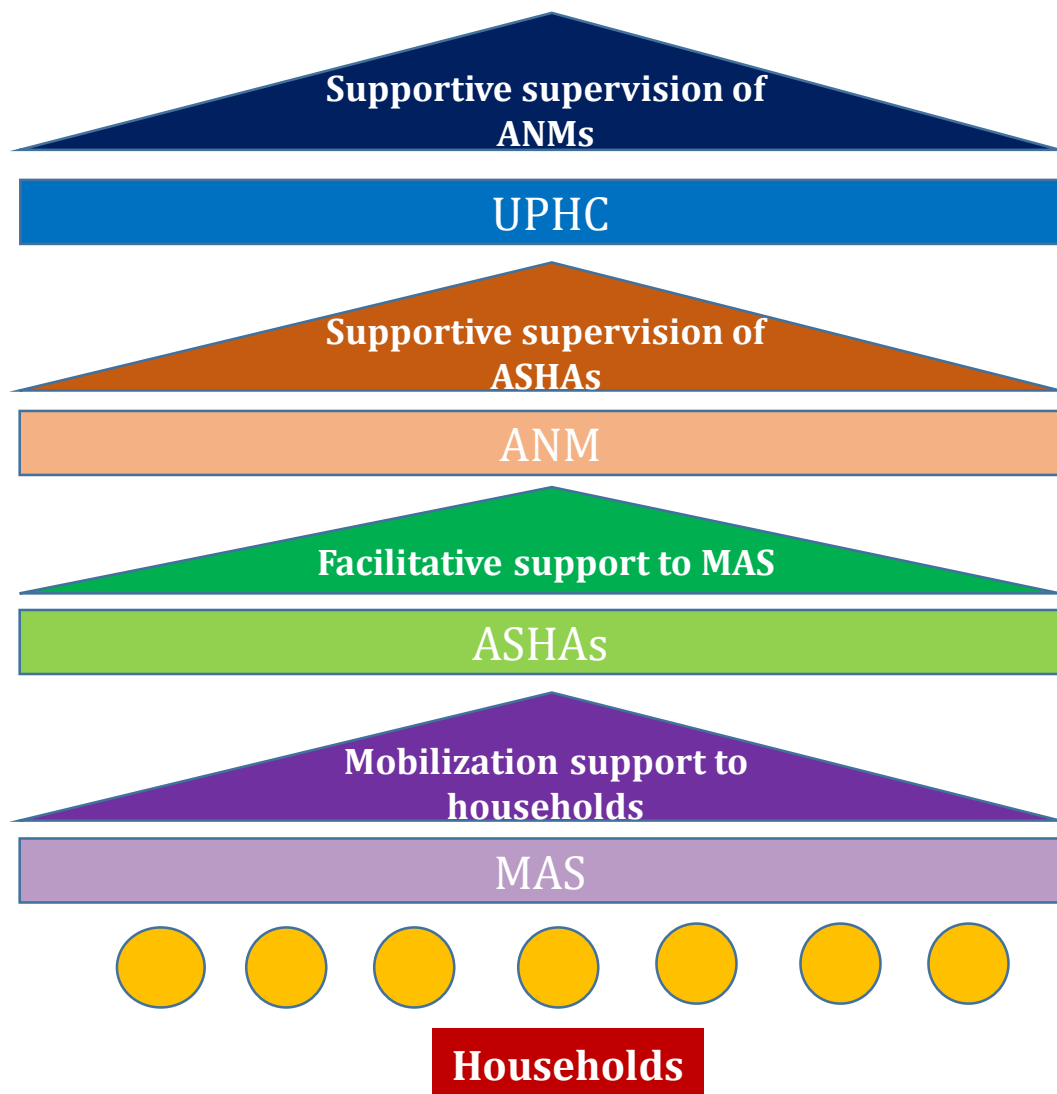 Supportive supervision of
ANMs
UPHC
Supportive supervision of
ASHAs
ANM
Facilitative support to MAS
ASHAs
Mobilization support to
households
MAS
Households